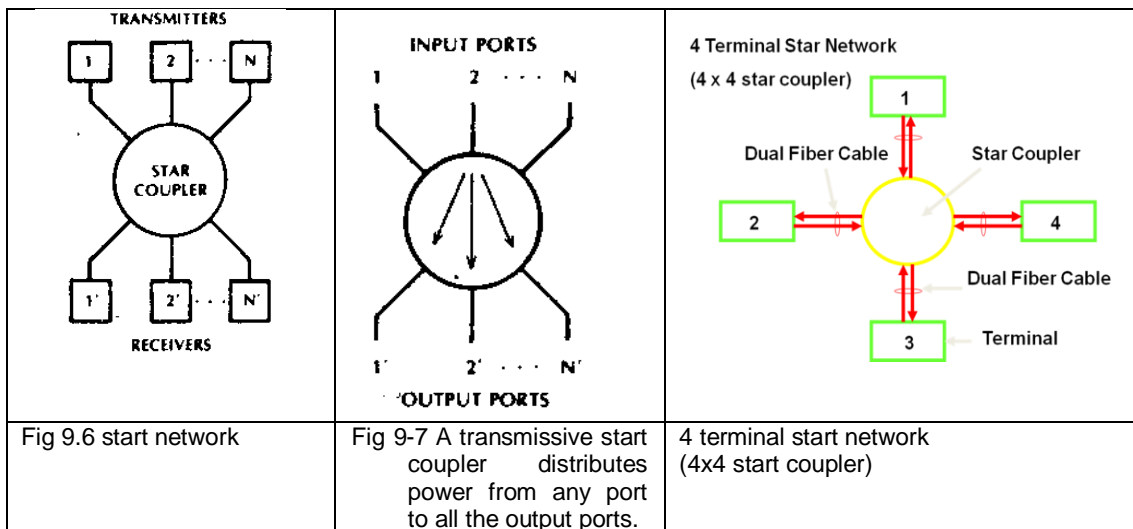 TRANSMITTERS
1 2 ... N
STAR
COUPLER
1' 2' ... N'
RECEIVERS
INPUT PORTS
1 2 ... N
1' 2' ... N'
OUTPUT PORTS
4 Terminal Star Network
(4 x 4 star coupler)
1
Dual Fiber Cable
Star Coupler
2
4
Dual Fiber Cable
3
Terminal
Fig 9.6 start network
Fig 9-7 A transmissive start
coupler distributes
power from any port
to all the output ports.
4 terminal start network
(4x4 start coupler)